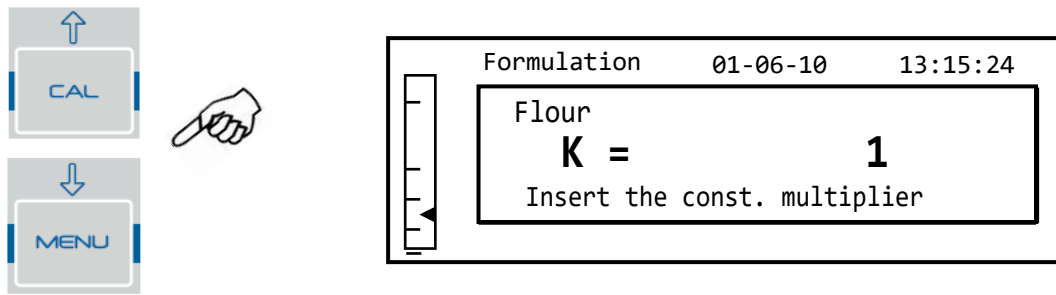 CAL
MENU
Formulation 01-06-10 13:15:24
Flour
K = 1
Insert the const. multiplier